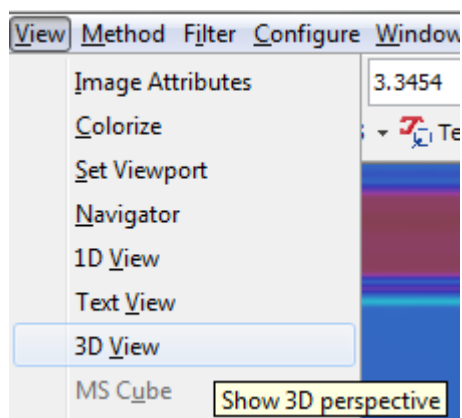 View Method Filter Configure Window
Image Attributes
3.3454
Colorize
Te
Set Viewport
Navigator
1D View
Text View
3D View
MS Cube
Show 3D perspective